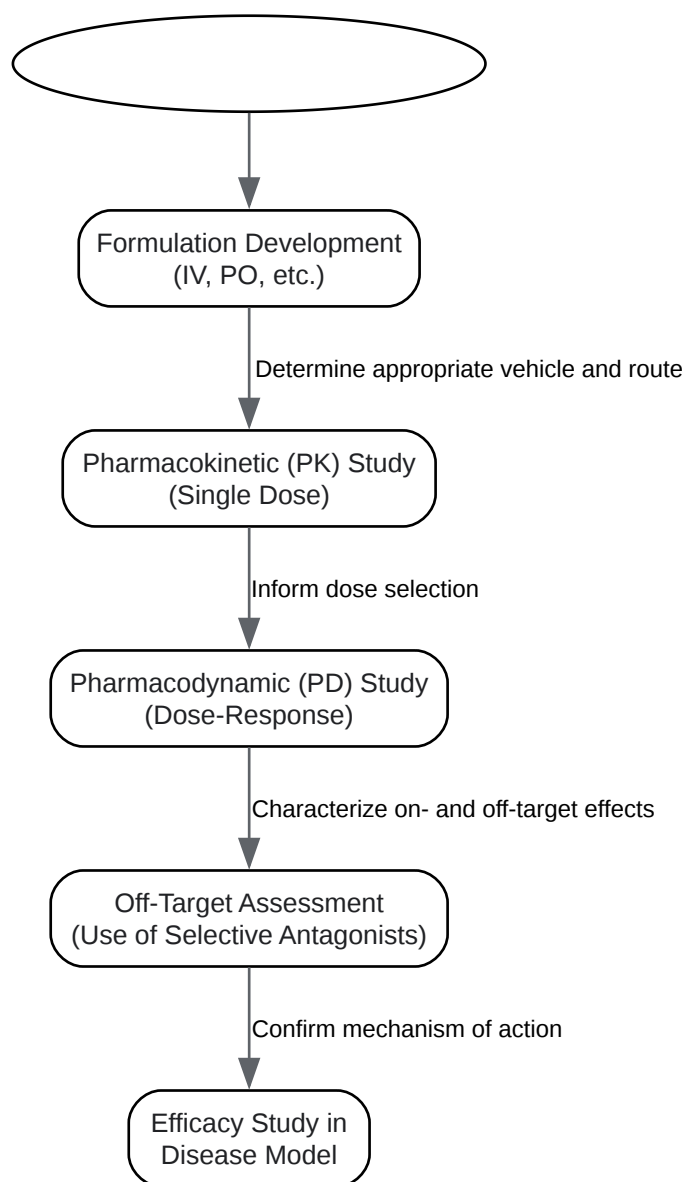 Formulation Development
(IV, PO, etc.)
Determine appropriate vehicle and route
Pharmacokinetic (PK) Study
(Single Dose)
Inform dose selection
Pharmacodynamic (PD) Study
(Dose-Response)
Characterize on- and off-target effects
Off-Target Assessment
(Use of Selective Antagonists)
Confirm mechanism of action
Efficacy Study in
Disease Model